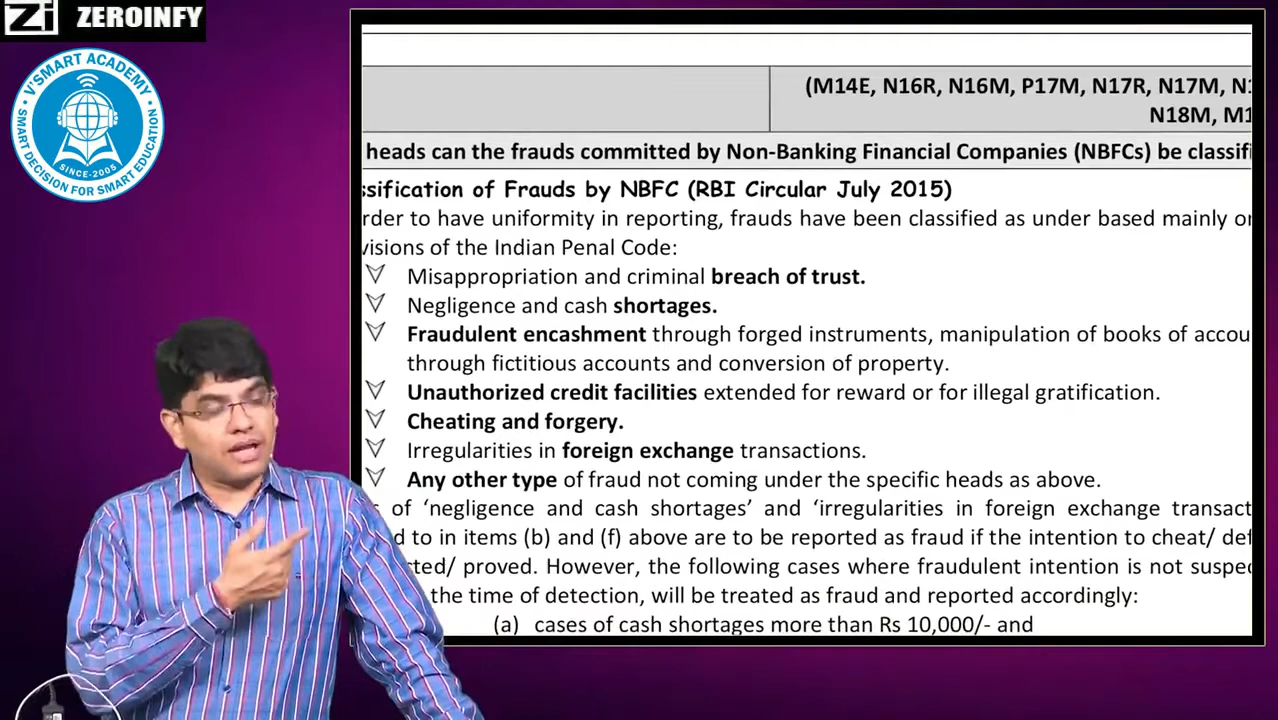 Zi ZEROINFY
V'SMART ACADEMY
SINCE-2005
SMART DECISION FOR SMART EDUCATION
(M14E, N16R, N16M, P17M, N17R, N17M,
N18M,
heads can the frauds committed by Non-Banking Financial Companies (NBFCs) be
of Frauds by NBFC (RBI Circular July 2015)
to have uniformity in reporting, frauds have been classified as under based mainly
of the Indian Penal Code:
Misappropriation and criminal breach of trust.
Negligence and cash shortages.
Fraudulent encashment through forged instruments, manipulation of books of
through fictitious accounts and conversion of property.
Unauthorized credit facilities extended for reward or for illegal gratification.
Cheating and forgery.
Irregularities in foreign exchange transactions.
Any other type of fraud not coming under the specific heads as above.
of ‘negligence and cash shortages’ and ‘irregularities in foreign exchange
to in items (b) and (f) above are to be reported as fraud if the intention to cheat/
proved. However, the following cases where fraudulent intention is not
the time of detection, will be treated as fraud and reported accordingly:
(a) cases of cash shortages more than Rs 10,000/- and